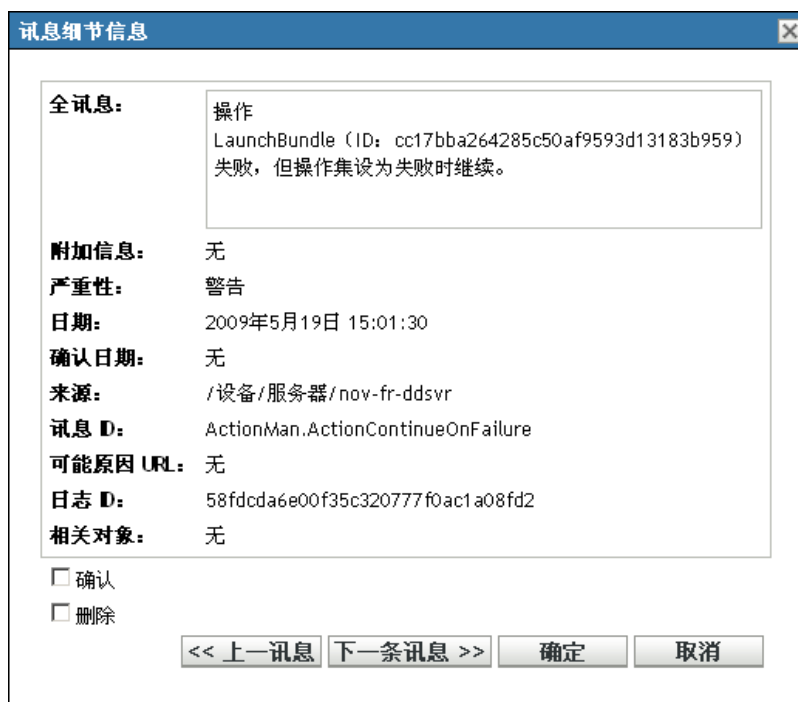 讯息细节信息
全讯息：
操作
LaunchBundle（ID：cc17bba264285c50af9593d13183b959）
失败，但操作集设为失败时继续。
附加信息： 无
严重性： 警告
日期： 2009年5月19日 15:01:30
确认日期： 无
来源： /设备/服务器/nov-fr-ddsvr
讯息 ID： ActionMan.ActionContinueOnFailure
可能原因 URL： 无
日志 ID： 58fdcda6e00f35c320777f0ac1a08fd2
相关对象： 无
确认
删除
<< 上一讯息 下一条讯息 >> 确定 取消